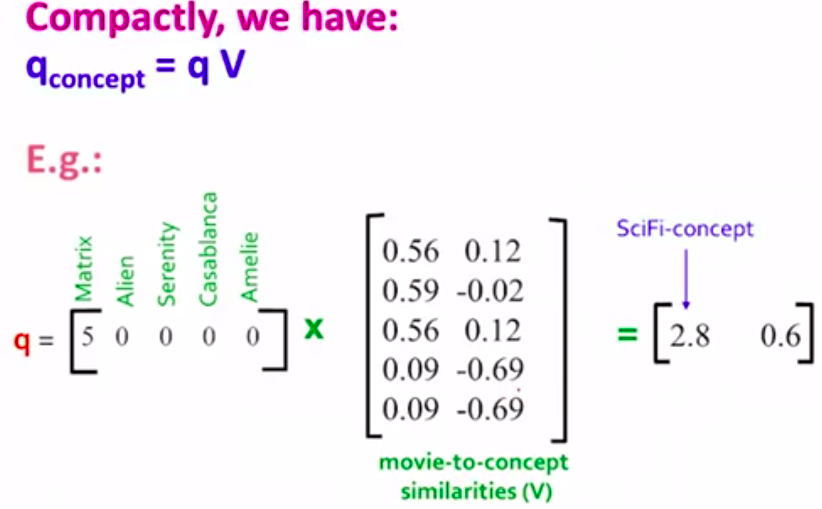 Compactly, we have:
qconcept = q V
E.g.:
Matrix
Alien
Serenity
Casablanca
Amelie
q = [5 0 0 0 0] x
0.56 0.12
0.59 -0.02
0.56 0.12
0.09 -0.69
0.09 -0.69
movie-to-concept
similarities (V)
SciFi-concept
= [2.8 0.6]